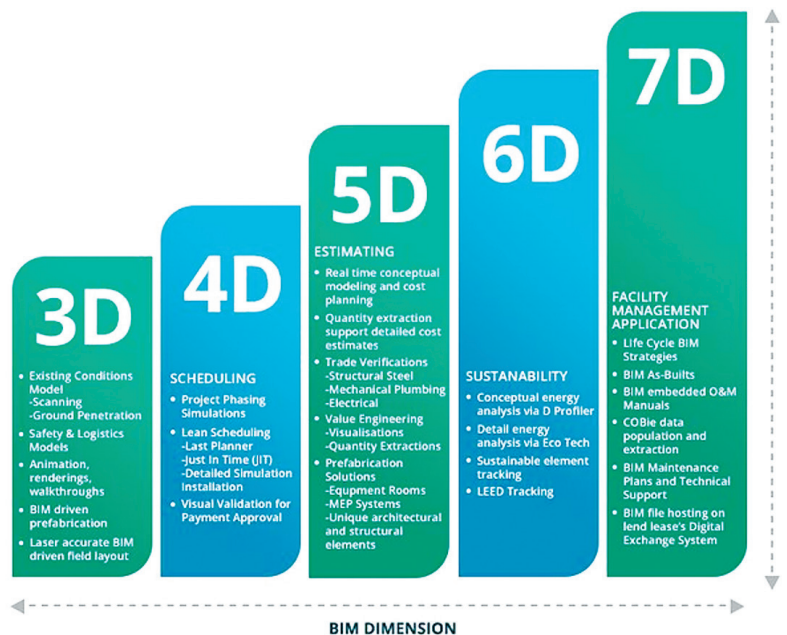 3D
• Existing Conditions
Model
-Scanning
-Ground Penetration
• Safety & Logistics
Models
• Animation,
renderings,
walkthroughs
• BIM driven
prefabrication
• Laser accurate BIM
driven field layout
4D
SCHEDULING
• Project Phasing
Simulations
• Lean Scheduling
-Last Planner
-Just In Time (JIT)
-Detailed Simulation
Installation
• Visual Validation for
Payment Approval
5D
ESTIMATING
• Real time conceptual
modeling and cost
planning
• Quantity extraction
support detailed cost
estimates
• Trade Verifications
-Structural Steel
-Mechanical Plumbing
-Electrical
• Value Engineering
-Visualisations
-Quantity Extractions
• Prefabrication
Solutions
-Equpment Rooms
-MEP Systems
-Unique architectural
and structural
elements
6D
SUSTANABILITY
• Conceptual energy
analysis via D Profiler
• Detail energy
analysis via Eco Tech
• Sustainable element
tracking
• LEED Tracking
7D
FACILITY
MANAGEMENT
APPLICATION
• Life Cycle BIM
Strategies
• BIM As-Builts
• BIM embedded O&M
Manuals
• COBie data
population and
extraction
• BIM Maintenance
Plans and Technical
Support
• BIM file hosting on
lend lease's Digital
Exchange System
BIM DIMENSION